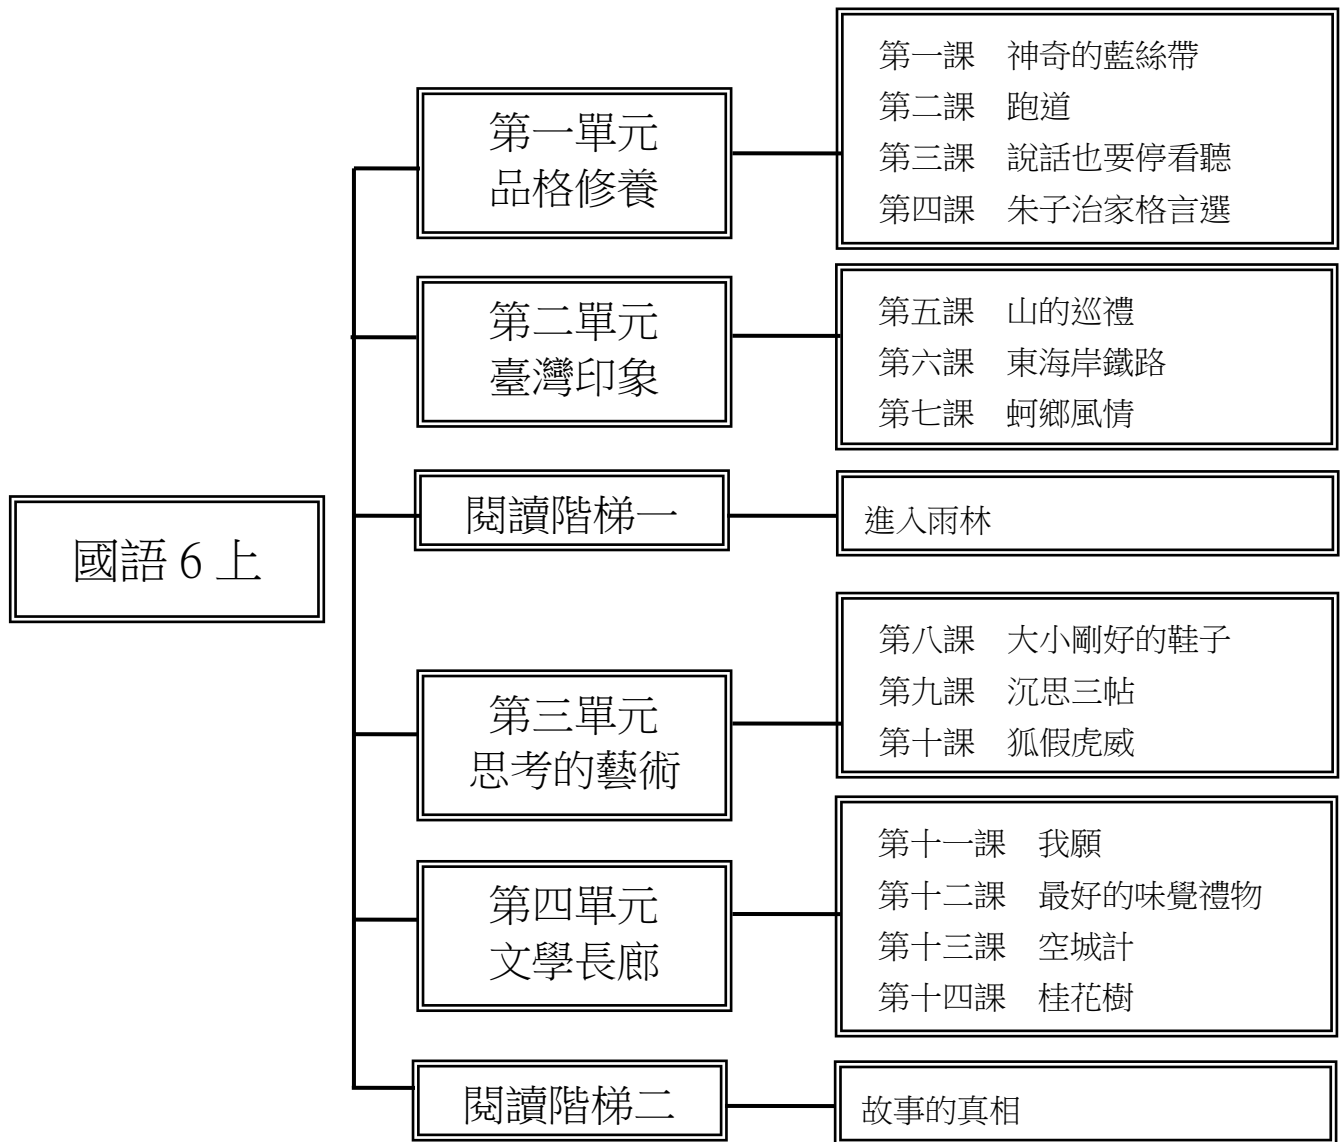 國語 6 上
第一單元
品格修養
第一課　神奇的藍絲帶
第二課　跑道
第三課　說話也要停看聽
第四課　朱子治家格言選
第二單元
臺灣印象
第五課　山的巡禮
第六課　東海岸鐵路
第七課　蚵鄉風情
閱讀階梯一
進入雨林
第三單元
思考的藝術
第八課　大小剛好的鞋子
第九課　沉思三帖
第十課　狐假虎威
第四單元
文學長廊
第十一課　我願
第十二課　最好的味覺禮物
第十三課　空城計
第十四課　桂花樹
閱讀階梯二
故事的真相